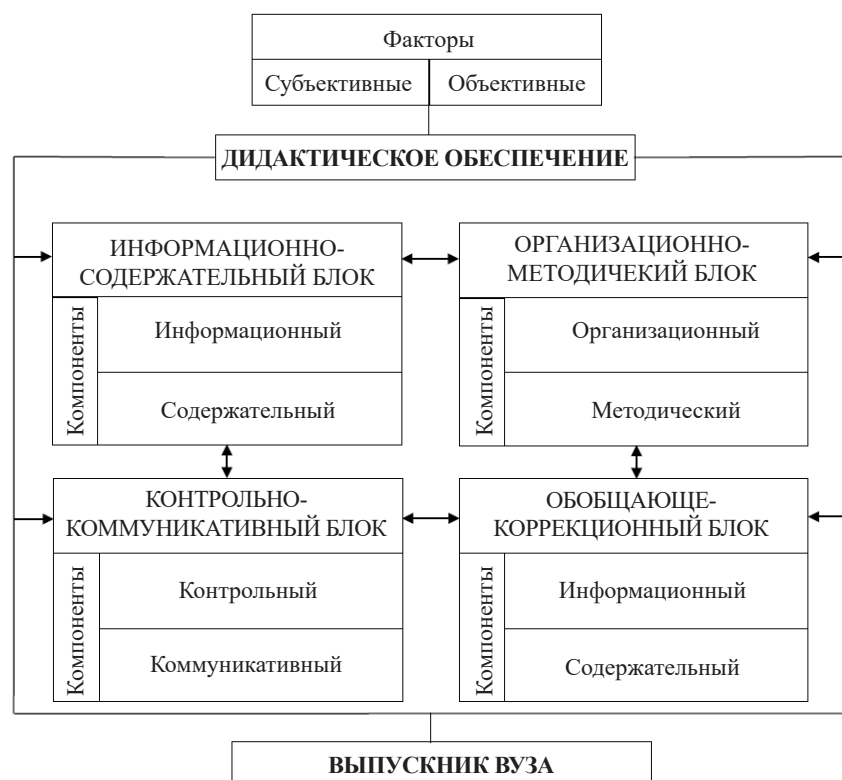 Факторы
Субъективные
Объективные
ДИДАКТИЧЕСКОЕ ОБЕСПЕЧЕНИЕ
ИНФОРМАЦИОННО-
СОДЕРЖАТЕЛЬНЫЙ БЛОК
Компоненты
Информационный
Содержательный
ОРГАНИЗАЦИОННО-
МЕТОДИЧЕКИЙ БЛОК
Компоненты
Организационный
Методический
КОНТРОЛЬНО-
КОММУНИКАТИВНЫЙ БЛОК
Компоненты
Контрольный
Коммуникативный
ОБОБЩАЮЩЕ-
КОРРЕКЦИОННЫЙ БЛОК
Компоненты
Информационный
Содержательный
ВЫПУСКНИК ВУЗА